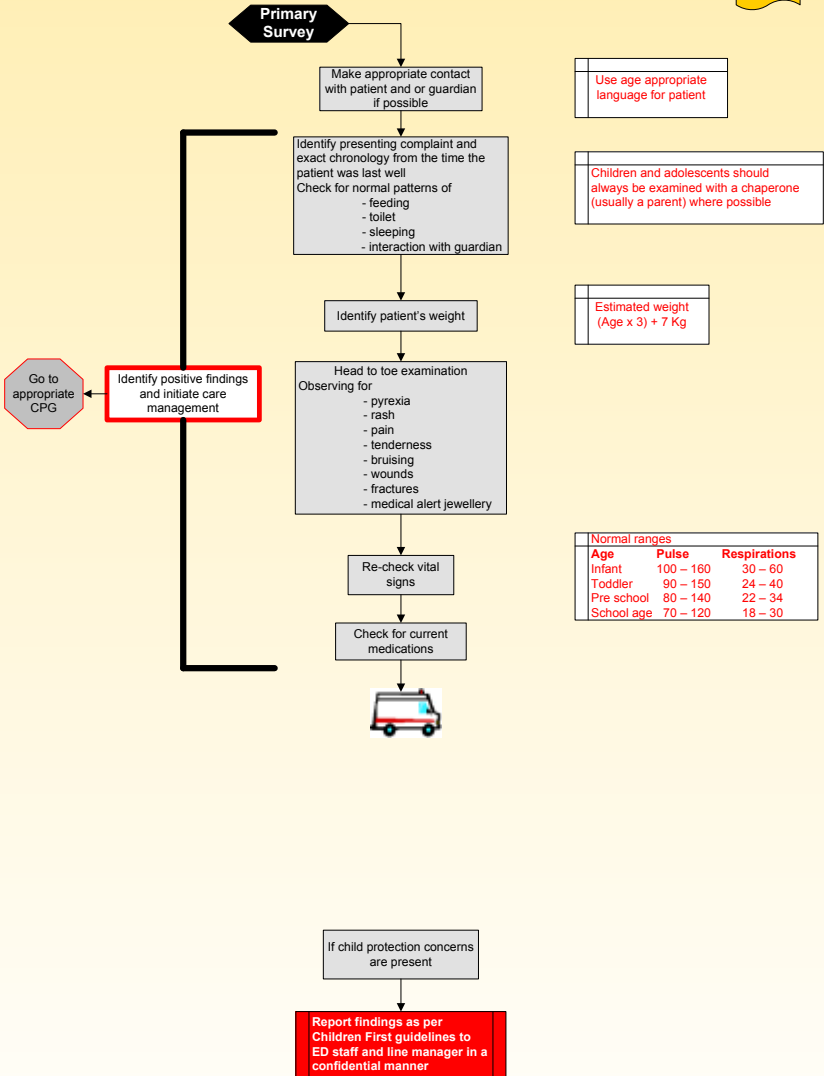 Primary
Survey
Make appropriate contact
with patient and or guardian
if possible
Use age appropriate
language for patient
Identify presenting complaint and
exact chronology from the time the
patient was last well
Check for normal patterns of
- feeding
- toilet
- sleeping
- interaction with guardian
Children and adolescents should
always be examined with a chaperone
(usually a parent) where possible
Identify patient's weight
Estimated weight
(Age x 3) + 7 Kg
Go to
appropriate
CPG
Identify positive findings
and initiate care
management
Head to toe examination
Observing for
- pyrexia
- rash
- pain
- tenderness
- bruising
- wounds
- fractures
- medical alert jewellery
Re-check vital
signs
Normal ranges
Age Pulse Respirations
Infant 100 – 160 30 – 60
Toddler 90 – 150 24 – 40
Pre school 80 – 140 22 – 34
School age 70 – 120 18 – 30
Check for current
medications
If child protection concerns
are present
Report findings as per
Children First guidelines to
ED staff and line manager in a
confidential manner